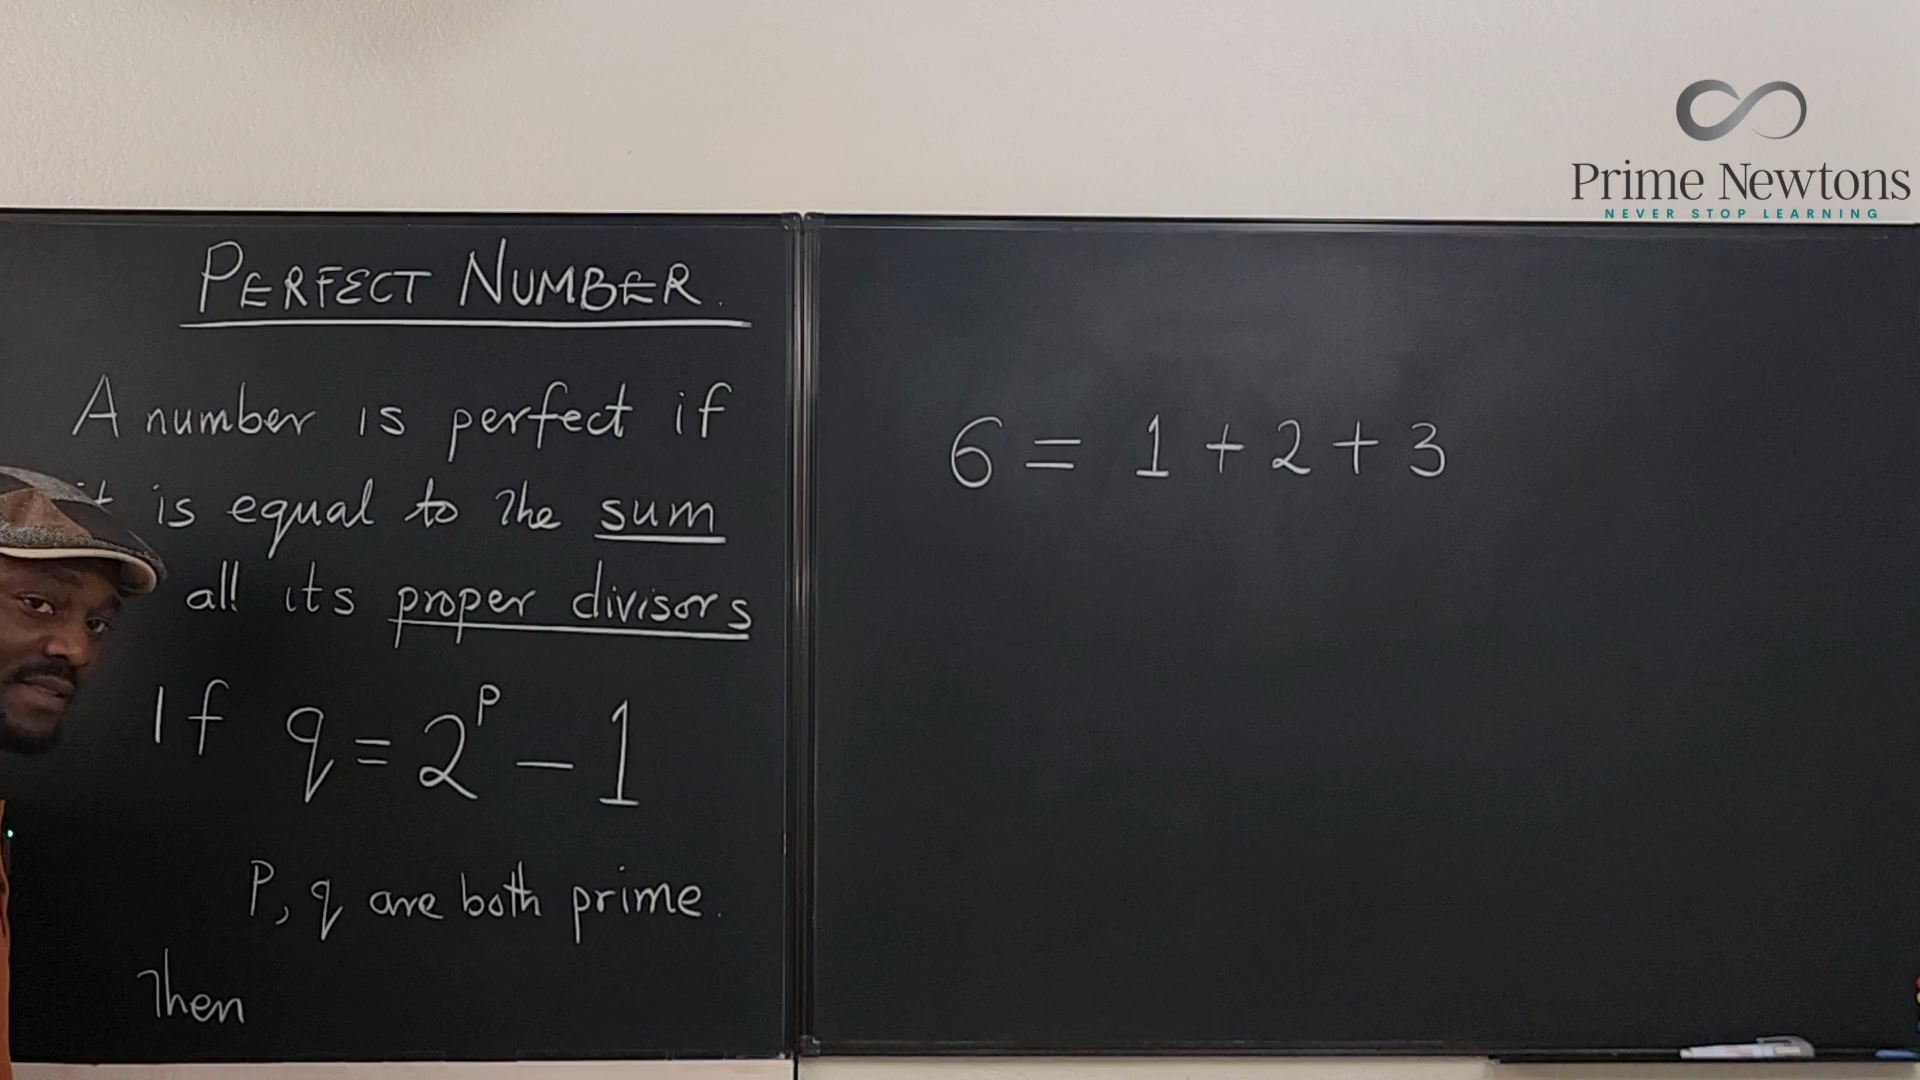 Prime Newtons
NEVER STOP LEARNING
PERFECT NUMBER.
A number is perfect if
is equal to the sum
all its proper divisors
If q = 2^p - 1
P, q are both prime.
Then
6 = 1 + 2 + 3